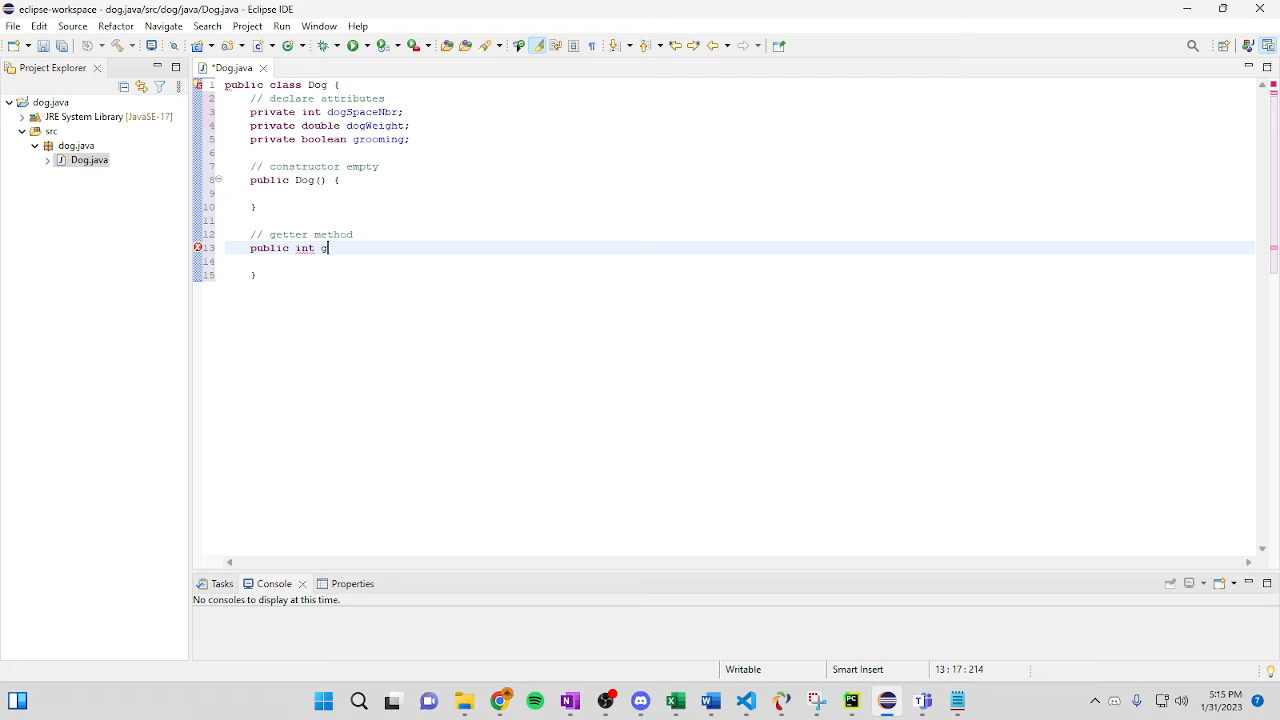 eclipse-workspace - dog.java/src/dog/java/Dog.java - Eclipse IDE
File Edit Source Refactor Navigate Search Project Run Window Help
Project Explorer
*Dog.java
dog.java
JRE System Library [JavaSE-17]
src
dog.java
Dog.java
1 public class Dog {
2 // declare attributes
3 private int dogSpaceNbr;
4 private double dogWeight;
5 private boolean grooming;
6
7 // constructor empty
8 public Dog() {
9
10 }
11
12 // getter method
13 public int g
14
15 }
Tasks Console Properties
No consoles to display at this time.
Writable Smart Insert 13 : 17 : 214
5:15 PM
1/31/2023
7